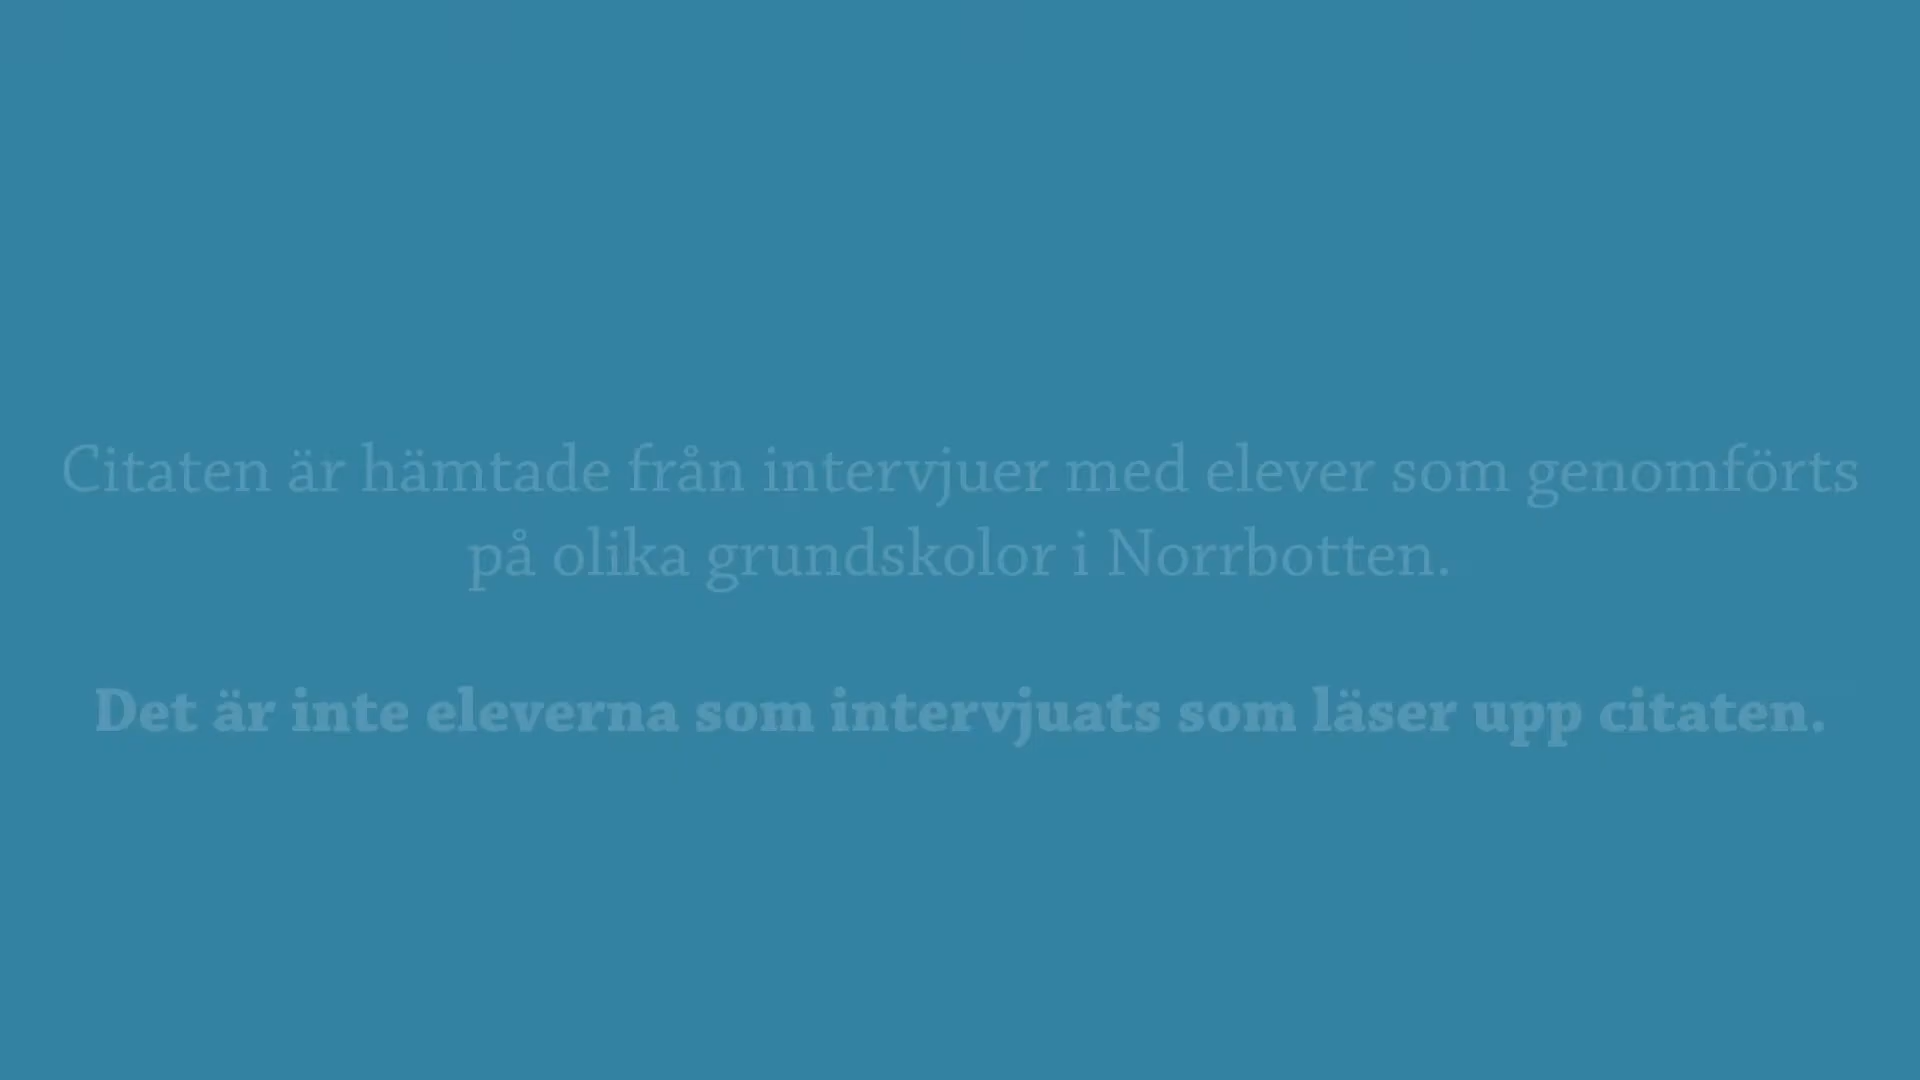 Citaten är hämtade från intervjuer med elever som genomförts
på olika grundskolor i Norrbotten.
Det är inte eleverna som intervjuats som läser upp citaten.